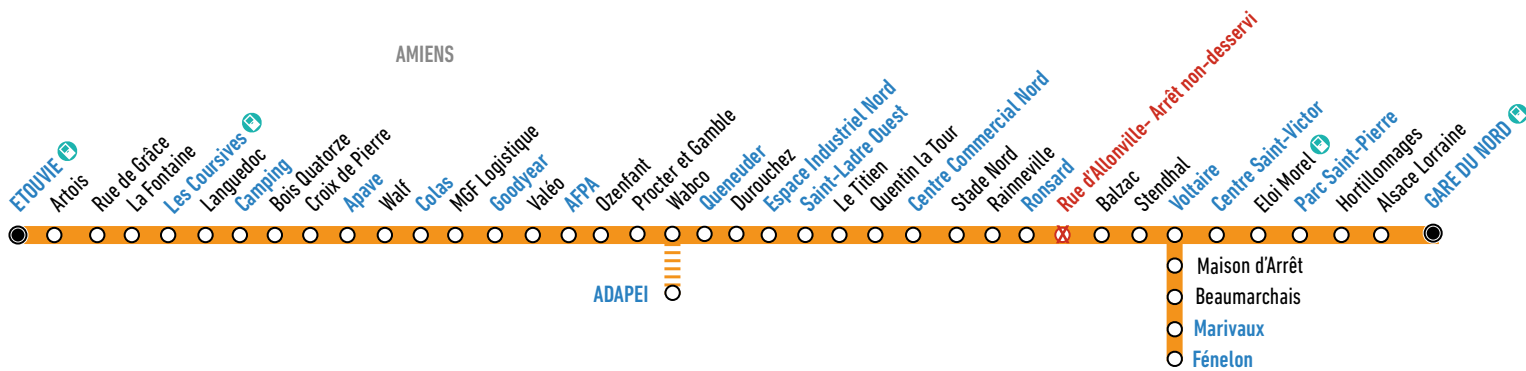 AMIENS
ETOUVIE
Artois
Rue de Grâce
La Fontaine
Les Coursives
Languedoc
Camping
Bois Quatorze
Croix de Pierre
Apave
Walf
Colas
MGF Logistique
Goodyear
Valéo
AFPA
Ozenfant
Procter et Gamble
Wabco
Queneuder
Durouchez
Espace Industriel Nord
Saint-Ladre Ouest
Le Titien
Quentin la Tour
Centre Commercial Nord
Stade Nord
Rainneville
Ronsard
Rue d'Allonville- Arrêt non-desservi
Balzac
Stendhal
Voltaire
Centre Saint-Victor
Eloi Morel
Parc Saint-Pierre
Hortillonnages
Alsace Lorraine
GARE DU NORD
ADAPEI
Maison d'Arrêt
Beaumarchais
Marivaux
Fénelon